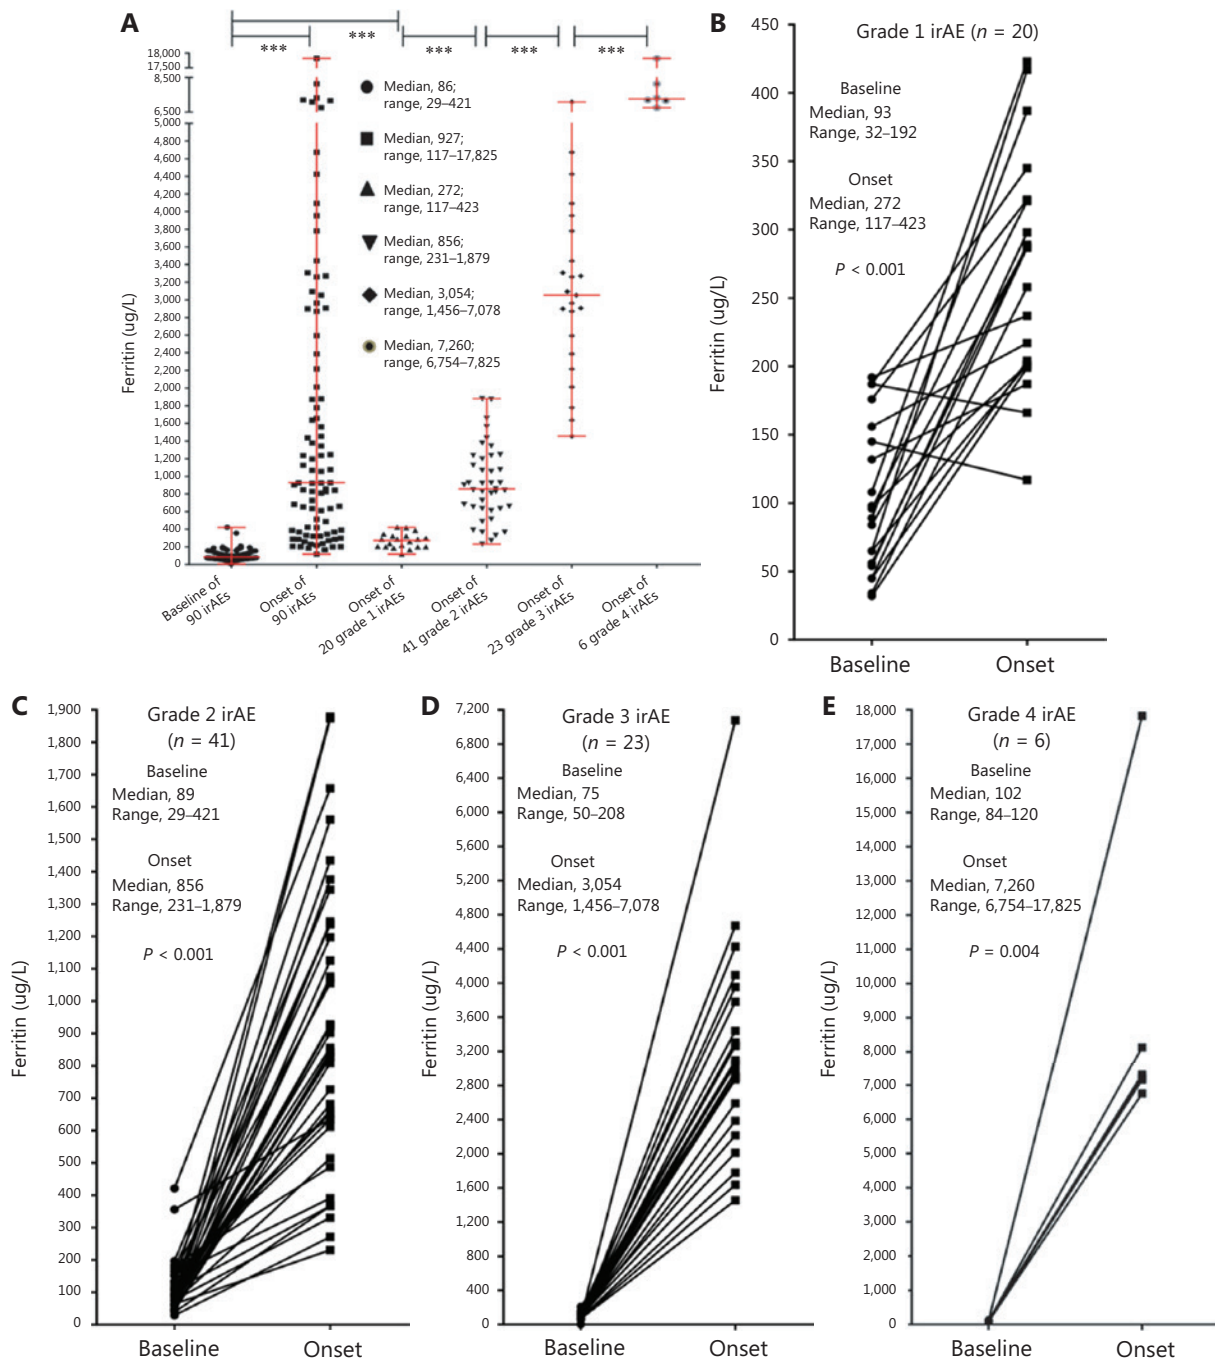 A
***
***
***
***
***
18,000
17,500
8,500
6,500
5,000
4,800
4,600
4,400
4,200
4,000
3,800
3,600
3,400
3,200
3,000
2,800
2,600
2,400
2,200
2,000
1,800
1,600
1,400
1,200
1,000
800
600
400
200
0
Ferritin (ug/L)
Median, 86;
range, 29–421
Median, 927;
range, 117–17,825
Median, 272;
range, 117–423
Median, 856;
range, 231–1,879
Median, 3,054;
range, 1,456–7,078
Median, 7,260;
range, 6,754–7,825
Baseline of
90 irAEs
Onset of
90 irAEs
Onset of
20 grade 1 irAEs
Onset of
41 grade 2 irAEs
Onset of
23 grade 3 irAEs
Onset of
6 grade 4 irAEs
B
Grade 1 irAE (n = 20)
Baseline
Median, 93
Range, 32–192
Onset
Median, 272
Range, 117–423
P < 0.001
450
400
350
300
250
200
150
100
50
0
Ferritin (ug/L)
Baseline
Onset
C
Grade 2 irAE
(n = 41)
Baseline
Median, 89
Range, 29–421
Onset
Median, 856
Range, 231–1,879
P < 0.001
1,900
1,800
1,700
1,600
1,500
1,400
1,300
1,200
1,100
1,000
900
800
700
600
500
400
300
200
100
0
Ferritin (ug/L)
Baseline
Onset
D
Grade 3 irAE
(n = 23)
Baseline
Median, 75
Range, 50–208
Onset
Median, 3,054
Range, 1,456–7,078
P < 0.001
7,200
6,800
6,400
6,000
5,600
5,200
4,800
4,400
4,000
3,600
3,200
2,800
2,400
2,000
1,600
1,200
800
400
0
Ferritin (ug/L)
Baseline
Onset
E
Grade 4 irAE
(n = 6)
Baseline
Median, 102
Range, 84–120
Onset
Median, 7,260
Range, 6,754–17,825
P = 0.004
18,000
17,000
16,000
15,000
14,000
13,000
12,000
11,000
10,000
9,000
8,000
7,000
6,000
5,000
4,000
3,000
2,000
1,000
0
Ferritin (ug/L)
Baseline
Onset